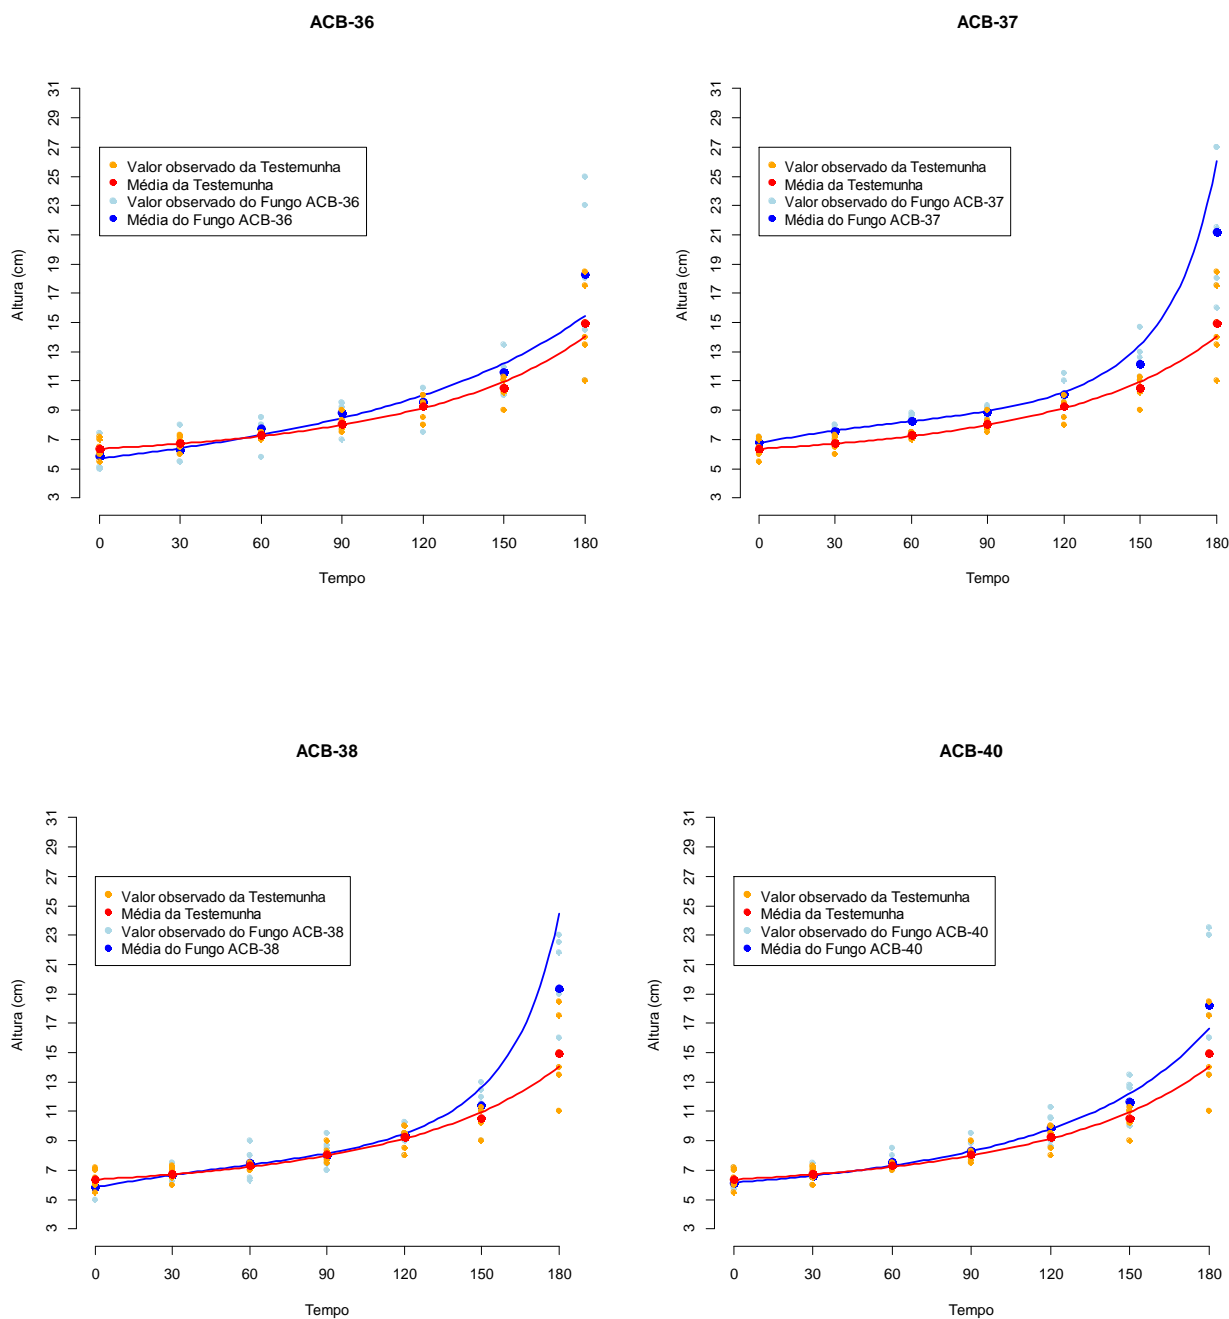 ACB-36
Altura (cm)
31
29
27
25
23
21
19
17
15
13
11
9
7
5
3
Valor observado da Testemunha
Média da Testemunha
Valor observado do Fungo ACB-36
Média do Fungo ACB-36
0 30 60 90 120 150 180
Tempo
ACB-37
Altura (cm)
31
29
27
25
23
21
19
17
15
13
11
9
7
5
3
Valor observado da Testemunha
Média da Testemunha
Valor observado do Fungo ACB-37
Média do Fungo ACB-37
0 30 60 90 120 150 180
Tempo
ACB-38
Altura (cm)
31
29
27
25
23
21
19
17
15
13
11
9
7
5
3
Valor observado da Testemunha
Média da Testemunha
Valor observado do Fungo ACB-38
Média do Fungo ACB-38
0 30 60 90 120 150 180
Tempo
ACB-40
Altura (cm)
31
29
27
25
23
21
19
17
15
13
11
9
7
5
3
Valor observado da Testemunha
Média da Testemunha
Valor observado do Fungo ACB-40
Média do Fungo ACB-40
0 30 60 90 120 150 180
Tempo